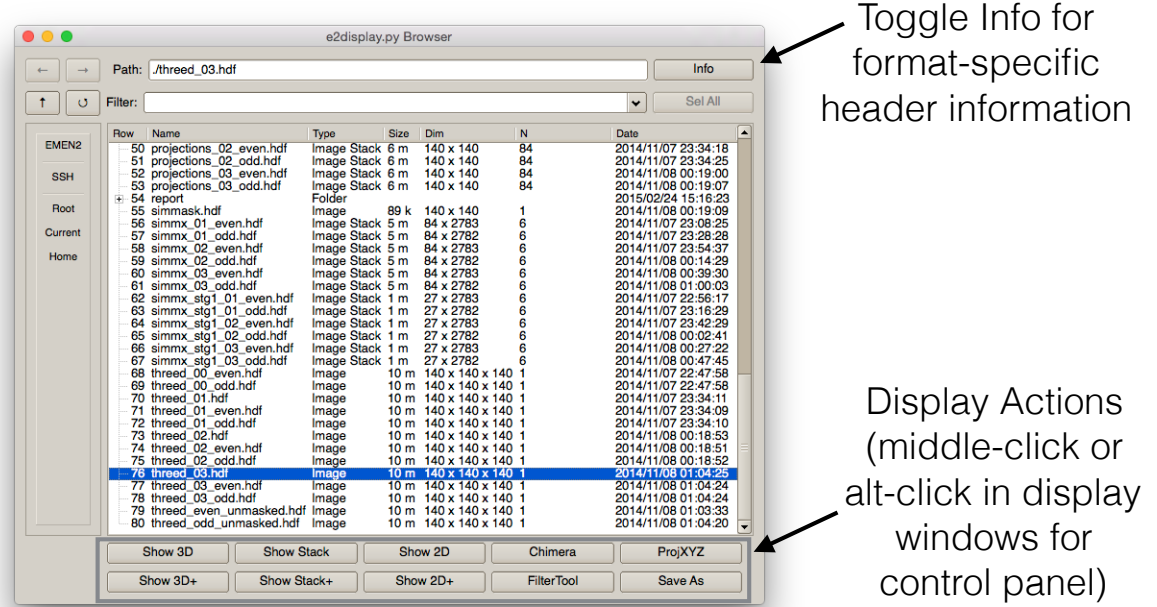 e2display.py Browser
← → Path: ./threed_03.hdf Info
↑ ↺ Filter: Sel All
EMEN2
SSH
Root
Current
Home
Row Name Type Size Dim N Date
50 projections_02_even.hdf Image Stack 6 m 140 x 140 84 2014/11/07 23:34:18
51 projections_02_odd.hdf Image Stack 6 m 140 x 140 84 2014/11/07 23:34:25
52 projections_03_even.hdf Image Stack 6 m 140 x 140 84 2014/11/08 00:19:00
53 projections_03_odd.hdf Image Stack 6 m 140 x 140 84 2014/11/08 00:19:07
54 report Folder 2015/02/24 15:16:23
55 simmask.hdf Image 89 k 140 x 140 1 2014/11/08 00:19:09
56 simmx_01_even.hdf Image Stack 5 m 84 x 2783 6 2014/11/07 23:08:25
57 simmx_01_odd.hdf Image Stack 5 m 84 x 2782 6 2014/11/07 23:28:28
58 simmx_02_even.hdf Image Stack 5 m 84 x 2783 6 2014/11/07 23:54:37
59 simmx_02_odd.hdf Image Stack 5 m 84 x 2782 6 2014/11/08 00:14:29
60 simmx_03_even.hdf Image Stack 5 m 84 x 2783 6 2014/11/08 00:39:30
61 simmx_03_odd.hdf Image Stack 5 m 84 x 2782 6 2014/11/08 01:00:03
62 simmx_stg1_01_even.hdf Image Stack 1 m 27 x 2783 6 2014/11/07 22:56:17
63 simmx_stg1_01_odd.hdf Image Stack 1 m 27 x 2782 6 2014/11/07 23:16:29
64 simmx_stg1_02_even.hdf Image Stack 1 m 27 x 2783 6 2014/11/07 23:42:29
65 simmx_stg1_02_odd.hdf Image Stack 1 m 27 x 2782 6 2014/11/08 00:02:41
66 simmx_stg1_03_even.hdf Image Stack 1 m 27 x 2783 6 2014/11/08 00:27:22
67 simmx_stg1_03_odd.hdf Image Stack 1 m 27 x 2782 6 2014/11/08 00:47:45
68 threed_00_even.hdf Image 10 m 140 x 140 x 140 1 2014/11/07 22:47:58
69 threed_00_odd.hdf Image 10 m 140 x 140 x 140 1 2014/11/07 22:47:58
70 threed_01.hdf Image 10 m 140 x 140 x 140 1 2014/11/07 23:34:11
71 threed_01_even.hdf Image 10 m 140 x 140 x 140 1 2014/11/07 23:34:09
72 threed_01_odd.hdf Image 10 m 140 x 140 x 140 1 2014/11/07 23:34:10
73 threed_02.hdf Image 10 m 140 x 140 x 140 1 2014/11/08 00:18:53
74 threed_02_even.hdf Image 10 m 140 x 140 x 140 1 2014/11/08 00:18:51
75 threed_02_odd.hdf Image 10 m 140 x 140 x 140 1 2014/11/08 00:18:52
76 threed_03.hdf Image 10 m 140 x 140 x 140 1 2014/11/08 01:04:25
77 threed_03_even.hdf Image 10 m 140 x 140 x 140 1 2014/11/08 01:04:24
78 threed_03_odd.hdf Image 10 m 140 x 140 x 140 1 2014/11/08 01:04:24
79 threed_even_unmasked.hdf Image 10 m 140 x 140 x 140 1 2014/11/08 01:03:33
80 threed_odd_unmasked.hdf Image 10 m 140 x 140 x 140 1 2014/11/08 01:04:20
Show 3D Show Stack Show 2D Chimera ProjXYZ
Show 3D+ Show Stack+ Show 2D+ FilterTool Save As
Toggle Info for
format-specific
header information
Display Actions
(middle-click or
alt-click in display
windows for
control panel)